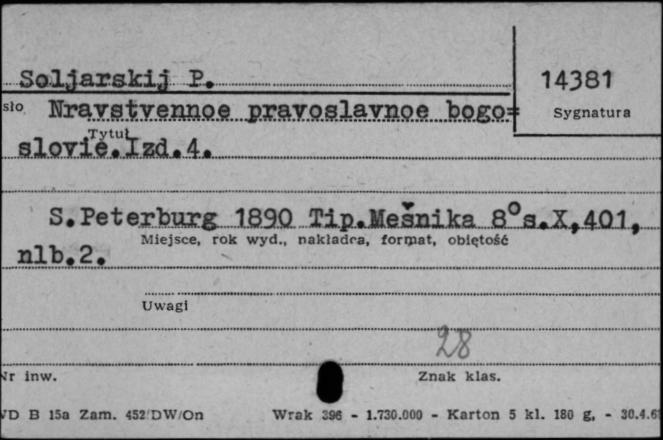 Soljarskij P.
14381
sło
Nravstvennoe pravoslavnoe bogo=
Sygnatura
Tytuł
slovie.Izd.4.
S.Peterburg 1890 Tip.Mešnika 8°s.X,401,
Miejsce, rok wyd., nakładca, format, objętość
nlb.2.
Uwagi
28
Nr inw.
Znak klas.
WD B 15a Zam. 452/DW/On Wrak 396 - 1.730.000 - Karton 5 kl. 180 g, - 30.4.6